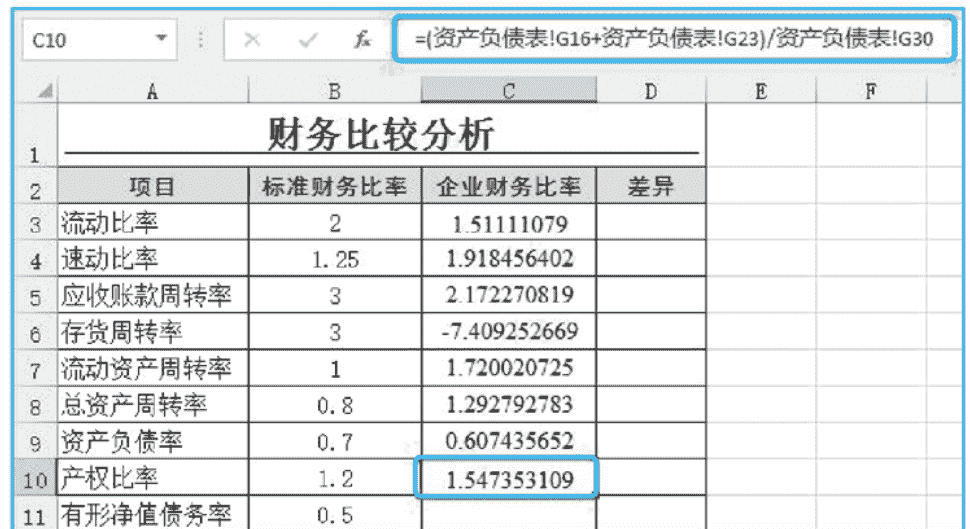 C10 fx =(资产负债表!G16+资产负债表!G23)/资产负债表!G30
A B C D E F
1 财务比较分析
2 项目 标准财务比率 企业财务比率 差异
3 流动比率 2 1.51111079
4 速动比率 1.25 1.918456402
5 应收账款周转率 3 2.172270819
6 存货周转率 3 -7.409252669
7 流动资产周转率 1 1.720020725
8 总资产周转率 0.8 1.292792783
9 资产负债率 0.7 0.607435652
10 产权比率 1.2 1.547353109
11 有形净值债务率 0.5